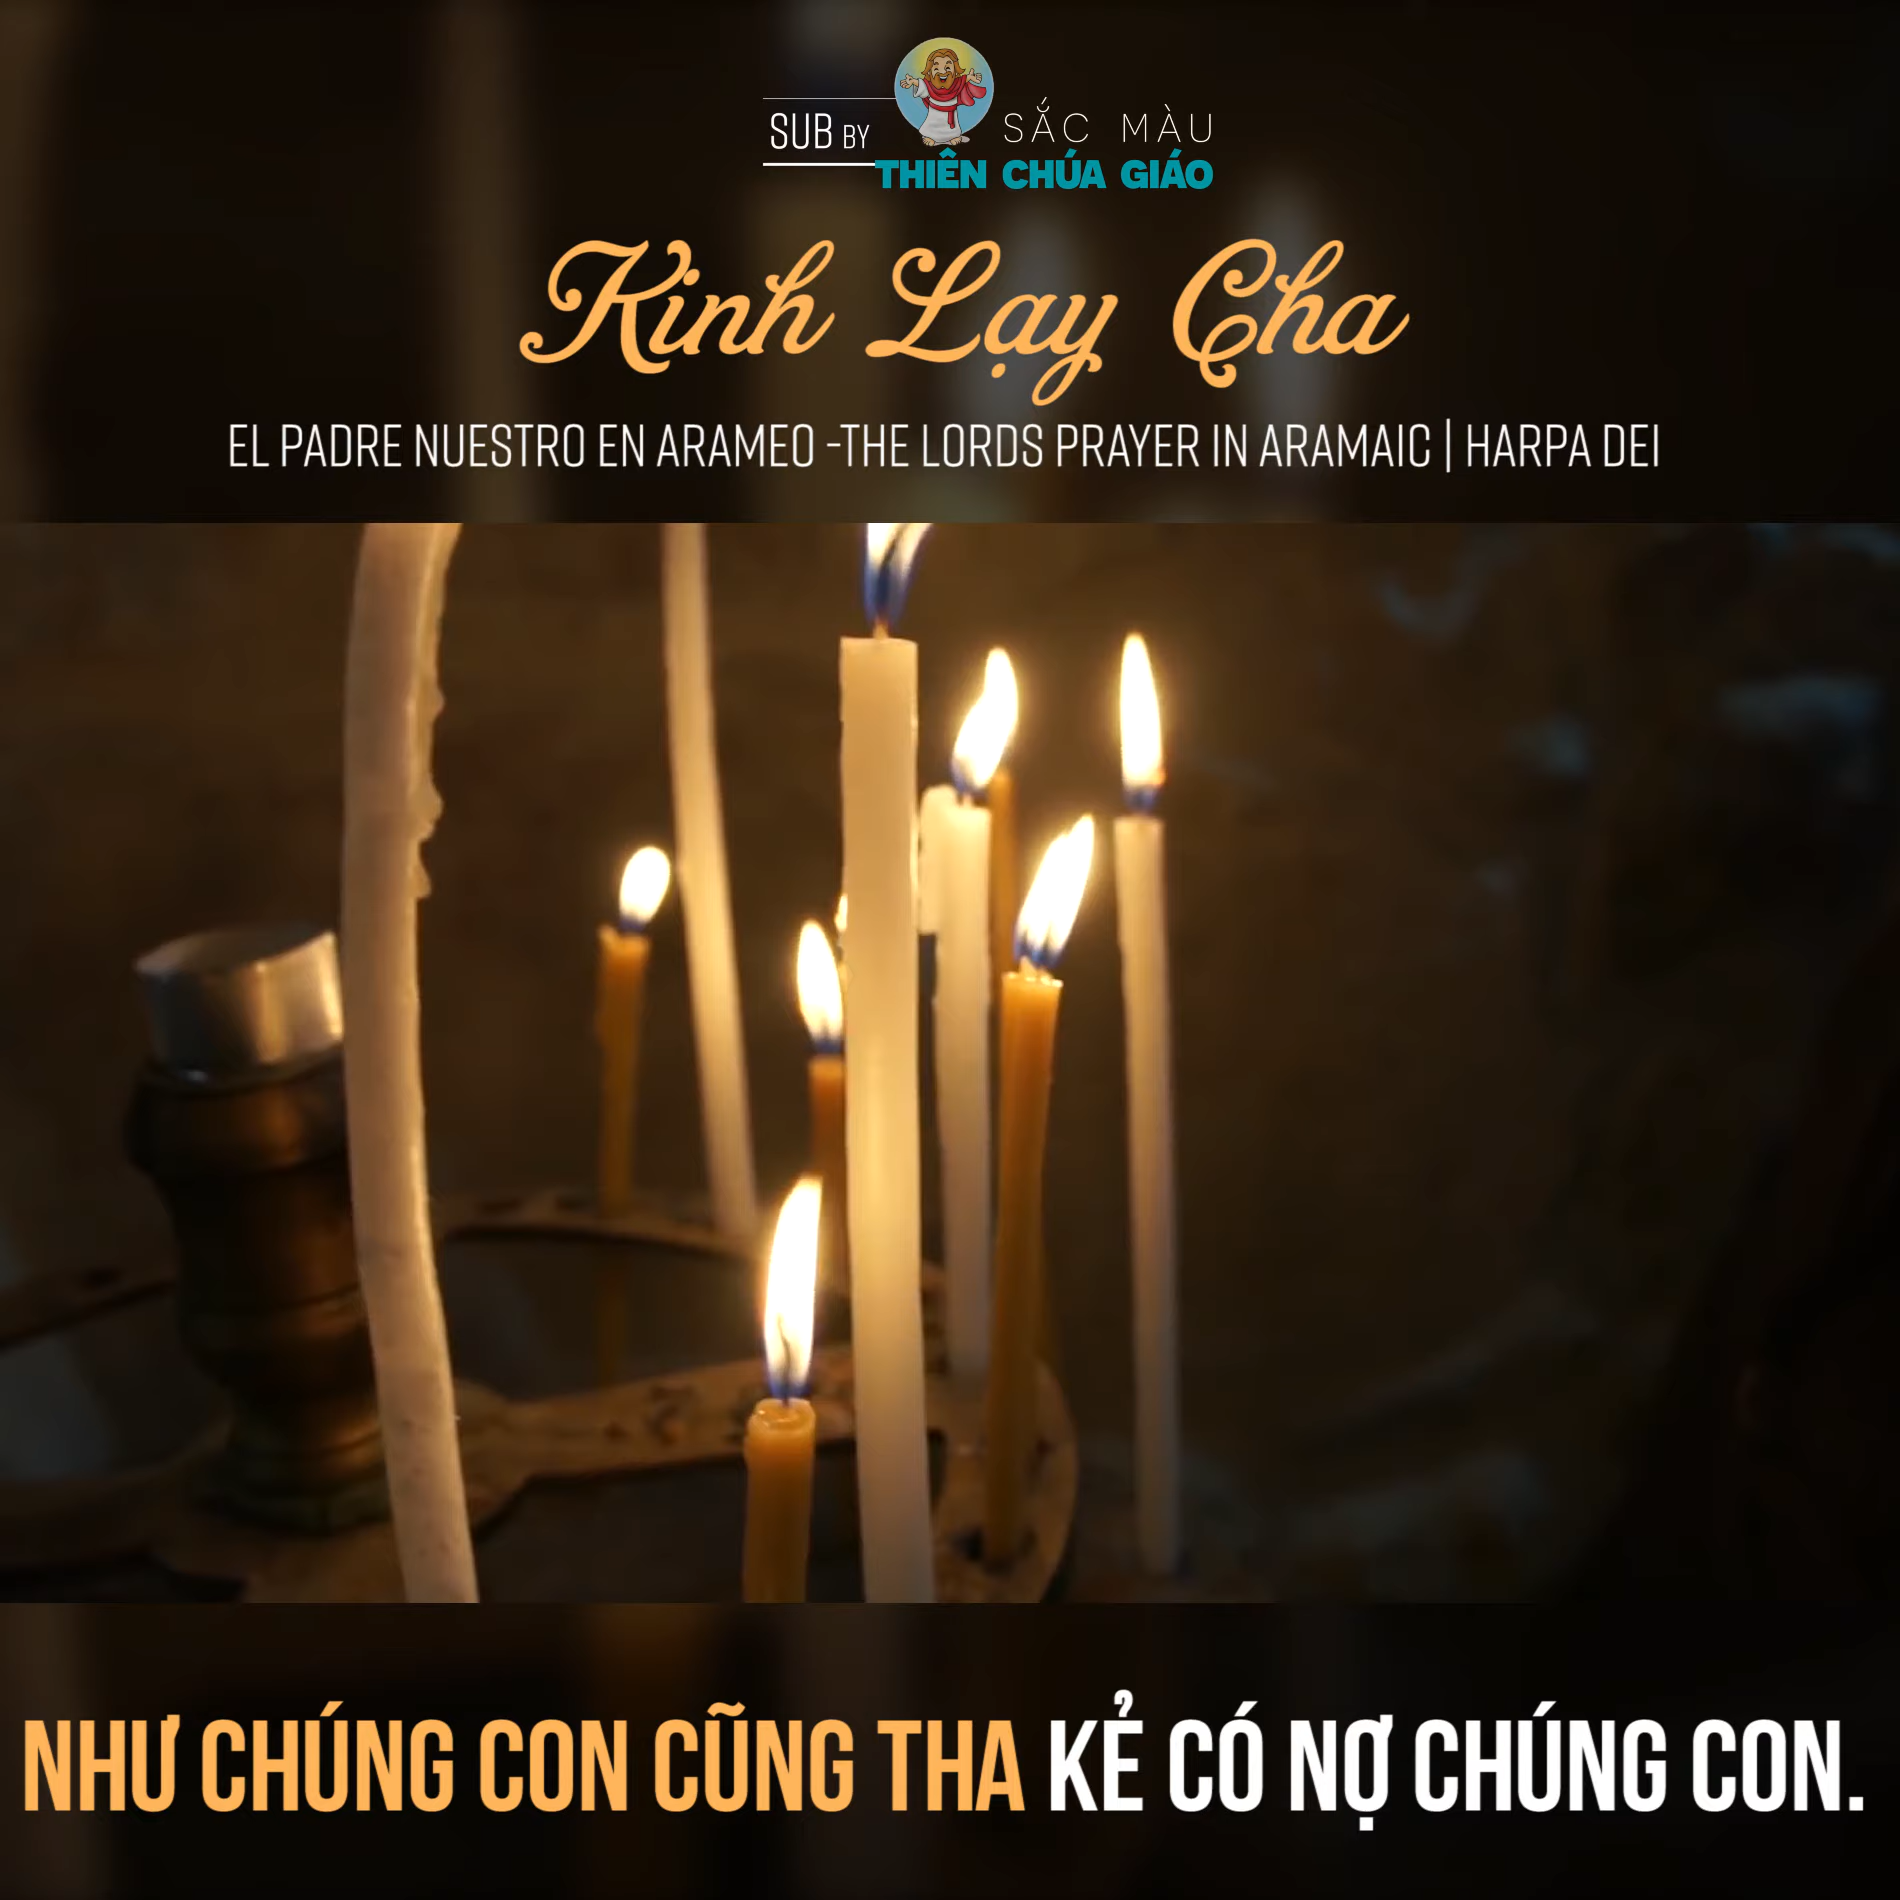 SUB BY
SẮC MÀU
THIÊN CHÚA GIÁO
Kinh Lạy Cha
EL PADRE NUESTRO EN ARAMEO -THE LORDS PRAYER IN ARAMAIC | HARPA DEI
NHƯ CHÚNG CON CŨNG THA KẺ CÓ NỢ CHÚNG CON.